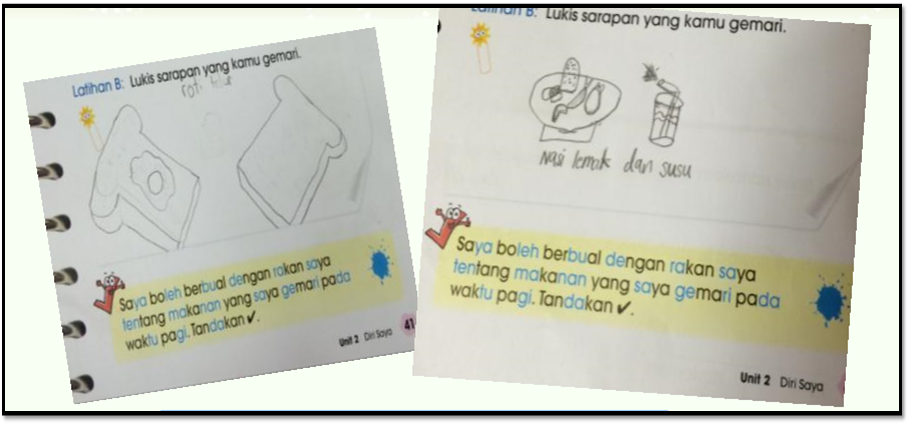 Latihan B: Lukis sarapan yang kamu gemari.
roti
Saya boleh berbual dengan rakan saya
tentang makanan yang saya gemari pada
waktu pagi. Tandakan ✔.
Unit 2 Diri Saya 41
Latihan B: Lukis sarapan yang kamu gemari.
Nasi lemak dan susu
Saya boleh berbual dengan rakan saya
tentang makanan yang saya gemari pada
waktu pagi. Tandakan ✔.
Unit 2 Diri Saya